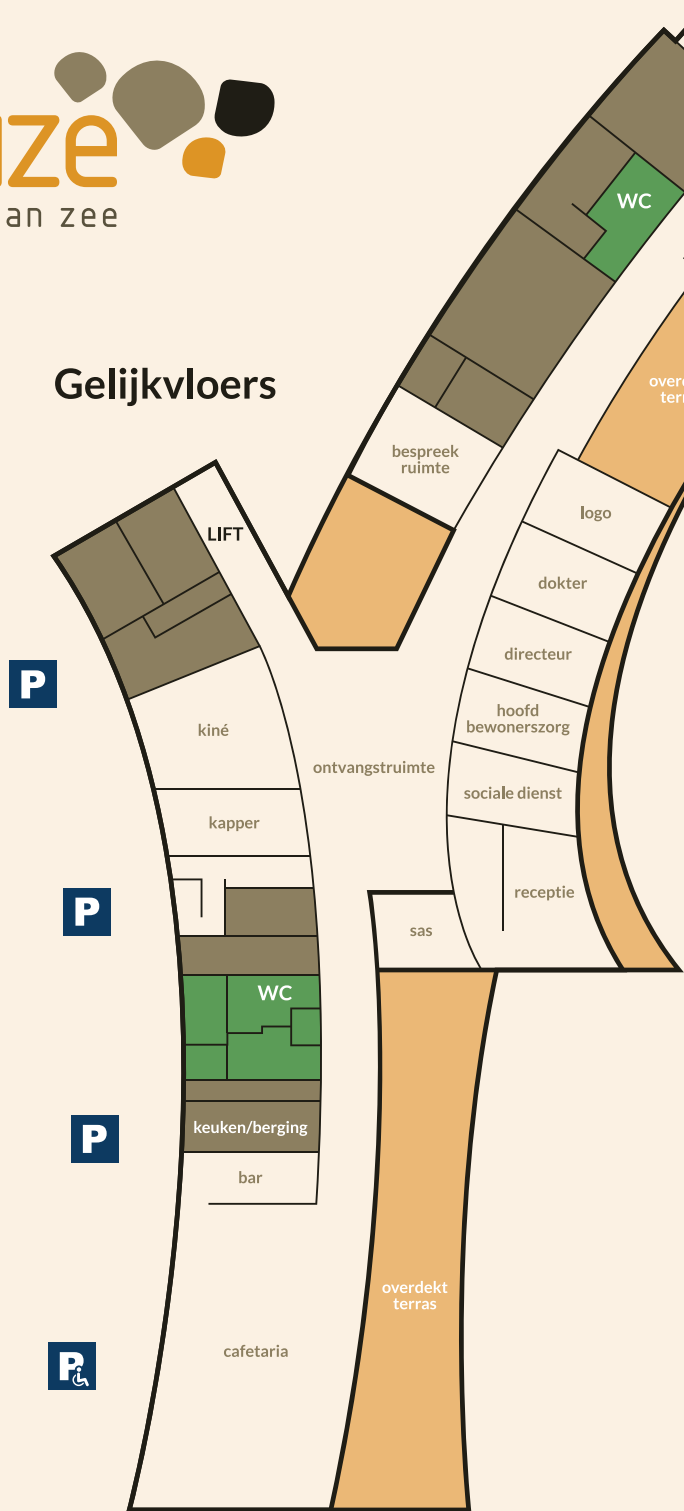 an zee
WC
Gelijkvloers
bespreek
ruimte
LIFT
logo
dokter
directeur
hoofd
bewonerszorg
P
kiné
ontvangstruimte
kapper
sociale dienst
receptie
P
sas
WC
P
keuken/berging
bar
overdekt
terras
cafetaria
P